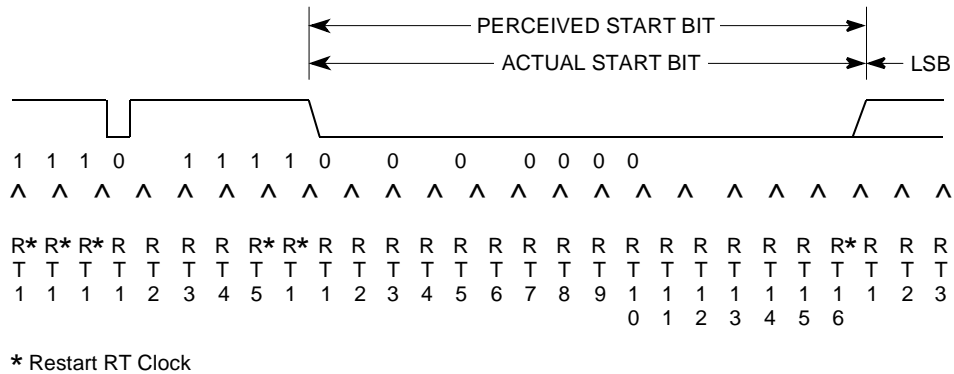 PERCEIVED START BIT
ACTUAL START BIT
LSB
1 1 1 0 1 1 1 1 0 0 0 0 0 0 0
^ ^ ^ ^ ^ ^ ^ ^ ^ ^ ^ ^ ^ ^ ^ ^ ^ ^ ^ ^ ^ ^ ^ ^ ^ ^ ^ ^
R* R* R* R R R R R* R* R R R R R R R R R R R R R R R R* R R R
T T T T T T T T T T T T T T T T T T T T T T T T T T T T
1 1 1 1 2 3 4 5 1 1 2 3 4 5 6 7 8 9 1 1 1 1 1 1 1 1 2 3
0 1 2 3 4 5 6
* Restart RT Clock